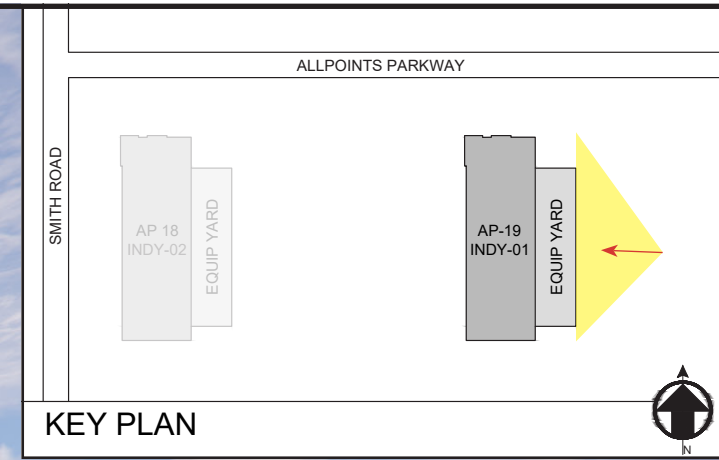 ALLPOINTS PARKWAY
SMITH ROAD
AP 18
INDY-02
EQUIP YARD
AP-19
INDY-01
EQUIP YARD
KEY PLAN
N